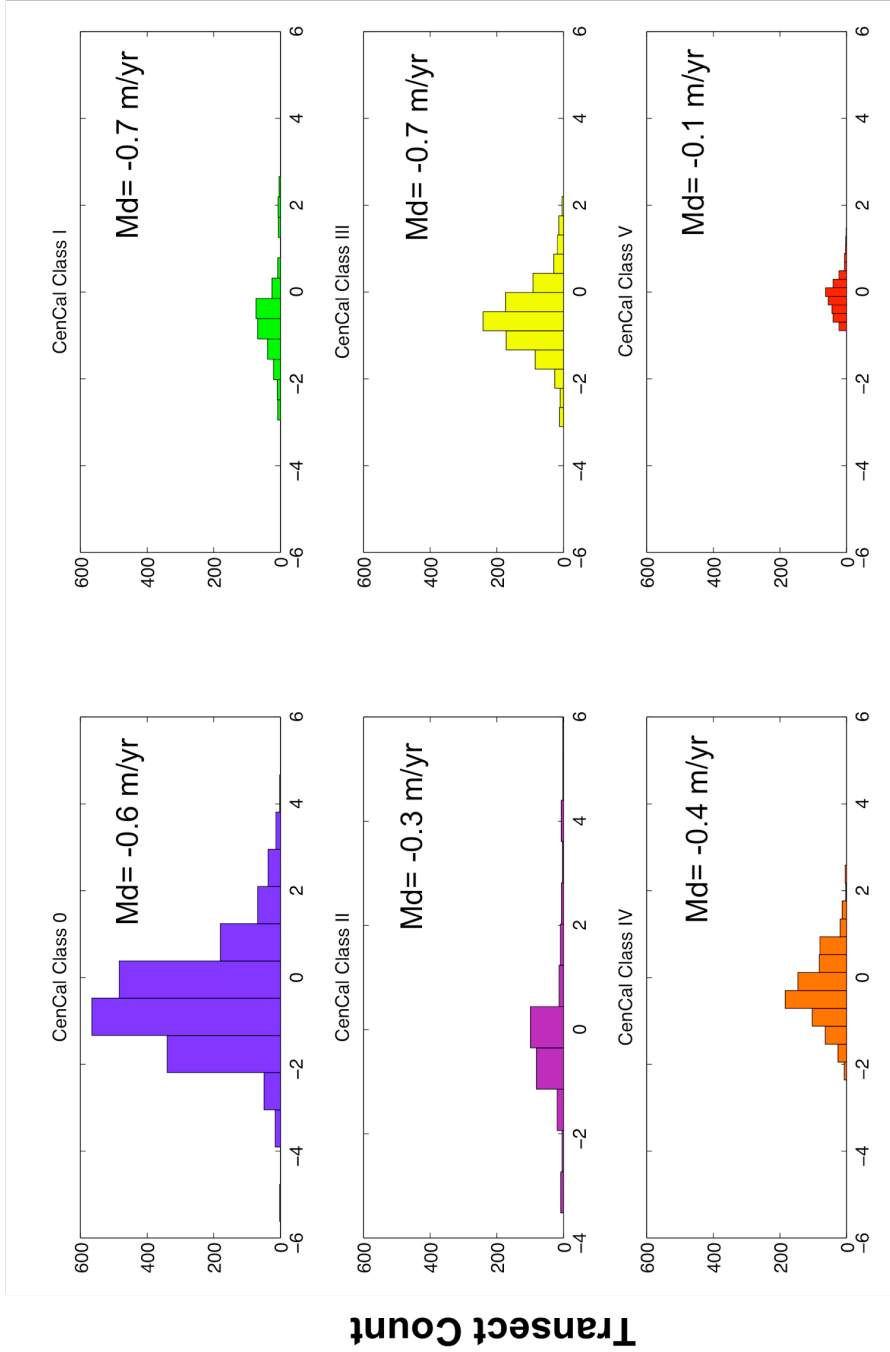 Transect Count
CenCal Class 0
Md= -0.6 m/yr
600
400
200
0
−6 −4 −2 0 2 4 6
CenCal Class I
Md= -0.7 m/yr
600
400
200
0
−6 −4 −2 0 2 4 6
CenCal Class II
Md= -0.3 m/yr
600
400
200
0
−4 −2 0 2 4 6
CenCal Class III
Md= -0.7 m/yr
600
400
200
0
−6 −4 −2 0 2 4 6
CenCal Class IV
Md= -0.4 m/yr
600
400
200
0
−6 −4 −2 0 2 4 6
CenCal Class V
Md= -0.1 m/yr
600
400
200
0
−6 −4 −2 0 2 4 6